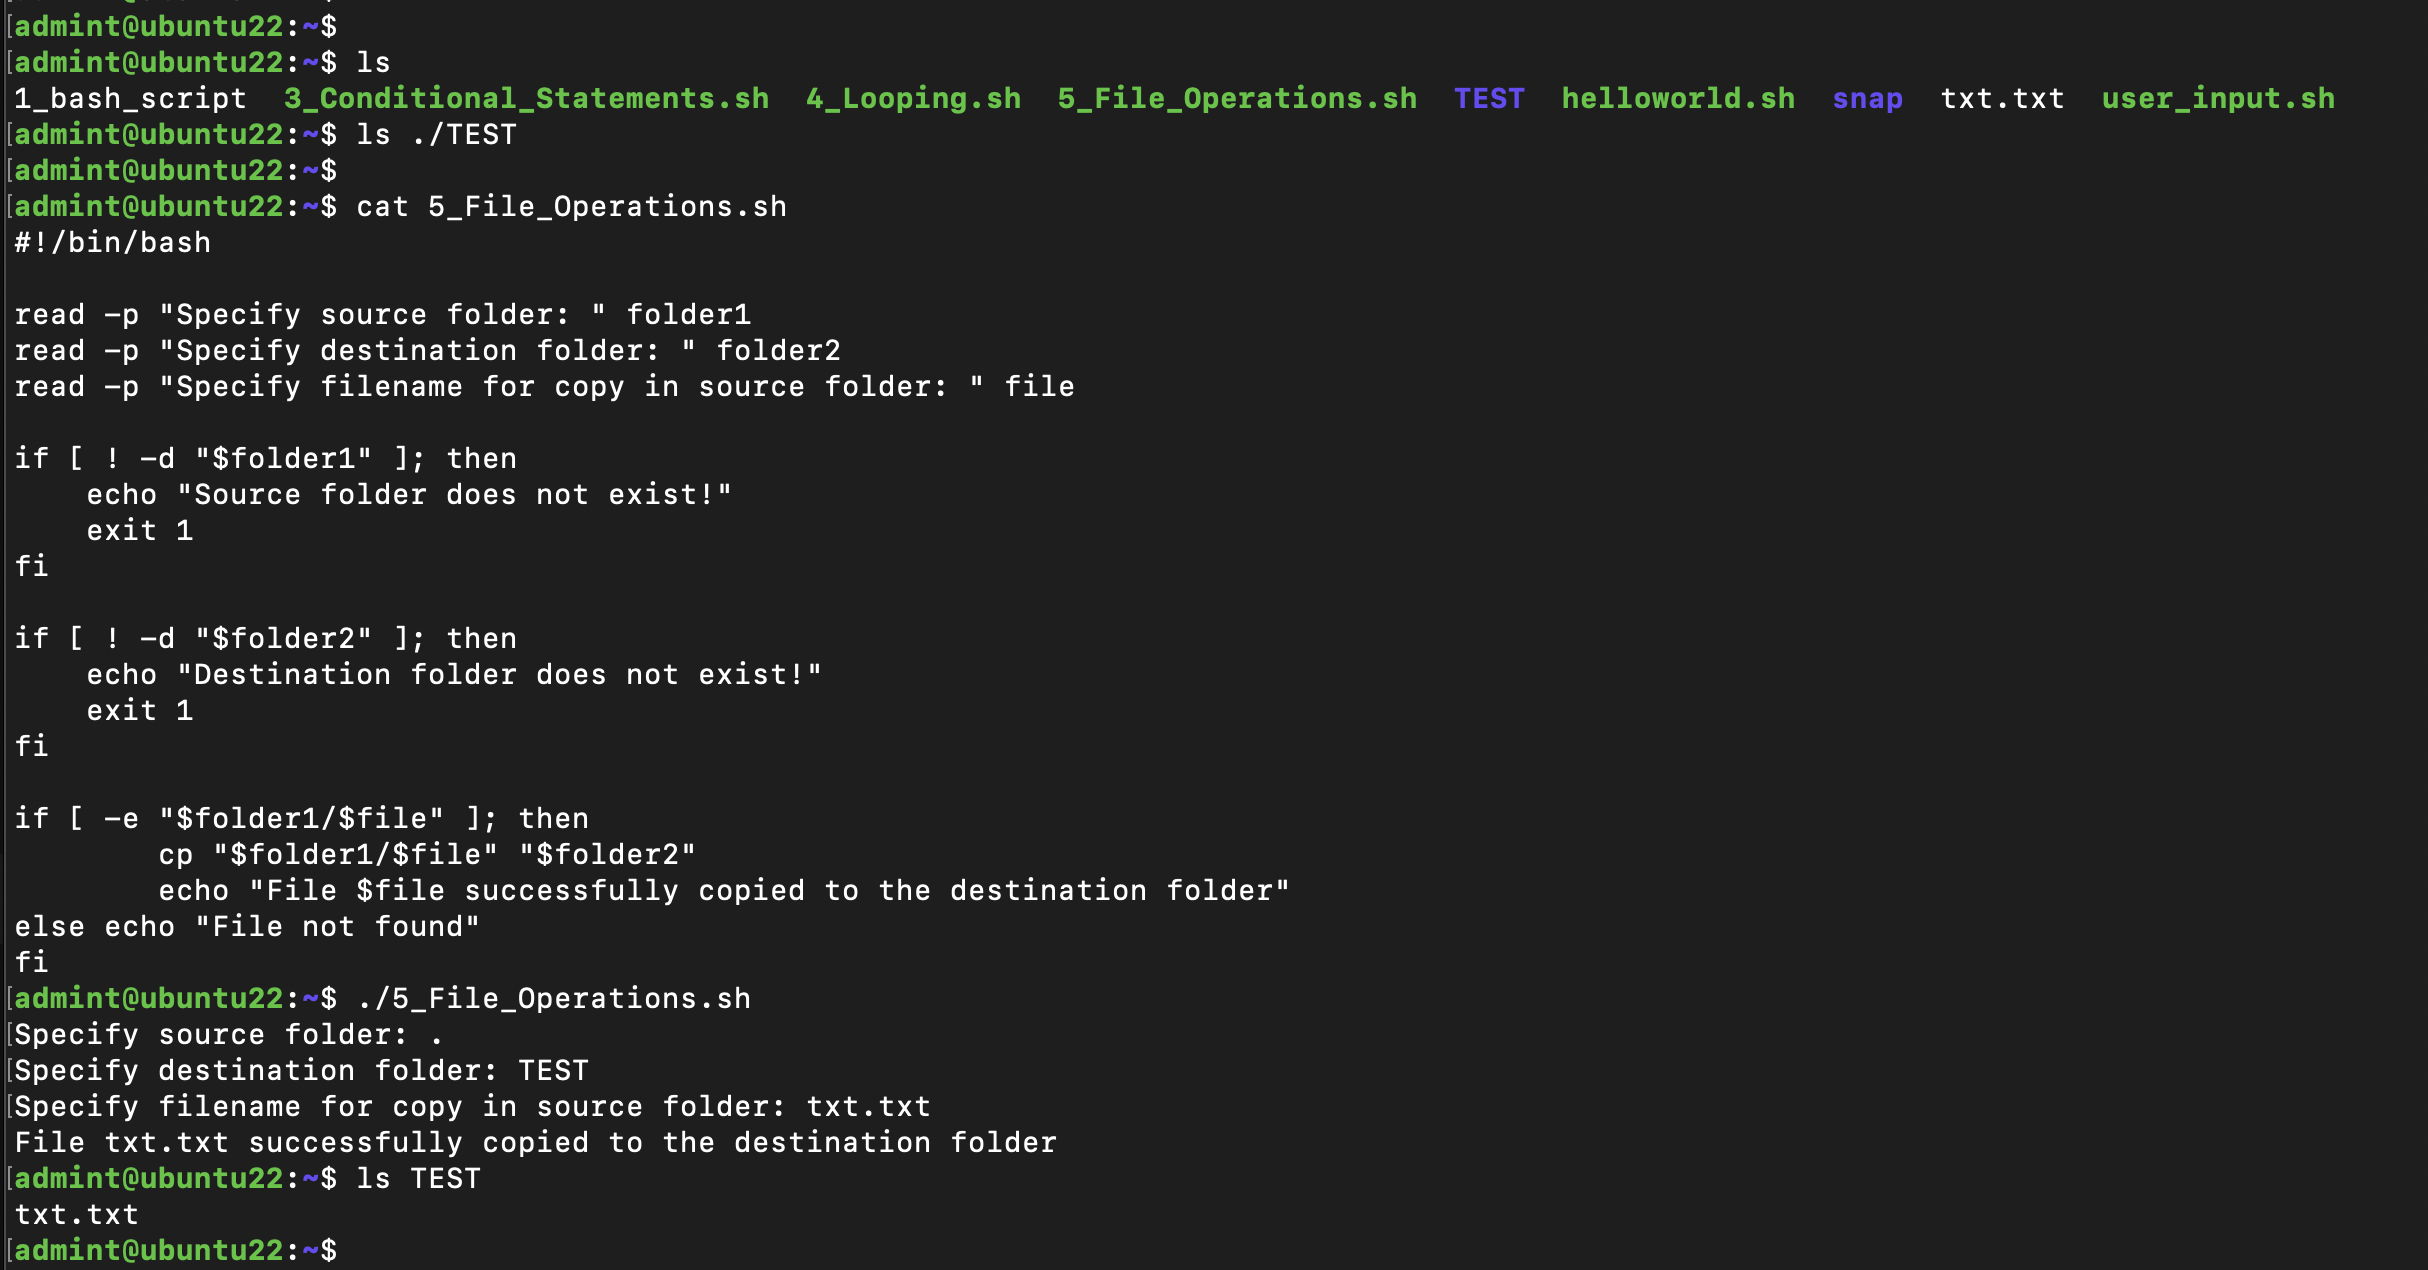 [admint@ubuntu22:~$
[admint@ubuntu22:~$ ls
1_bash_script  3_Conditional_Statements.sh  4_Looping.sh  5_File_Operations.sh  TEST  helloworld.sh  snap  txt.txt  user_input.sh
[admint@ubuntu22:~$ ls ./TEST
[admint@ubuntu22:~$
[admint@ubuntu22:~$ cat 5_File_Operations.sh
#!/bin/bash

read -p "Specify source folder: " folder1
read -p "Specify destination folder: " folder2
read -p "Specify filename for copy in source folder: " file

if [ ! -d "$folder1" ]; then
    echo "Source folder does not exist!"
    exit 1
fi

if [ ! -d "$folder2" ]; then
    echo "Destination folder does not exist!"
    exit 1
fi

if [ -e "$folder1/$file" ]; then
        cp "$folder1/$file" "$folder2"
        echo "File $file successfully copied to the destination folder"
else echo "File not found"
fi
[admint@ubuntu22:~$ ./5_File_Operations.sh
[Specify source folder: .
[Specify destination folder: TEST
[Specify filename for copy in source folder: txt.txt
File txt.txt successfully copied to the destination folder
[admint@ubuntu22:~$ ls TEST
txt.txt
[admint@ubuntu22:~$